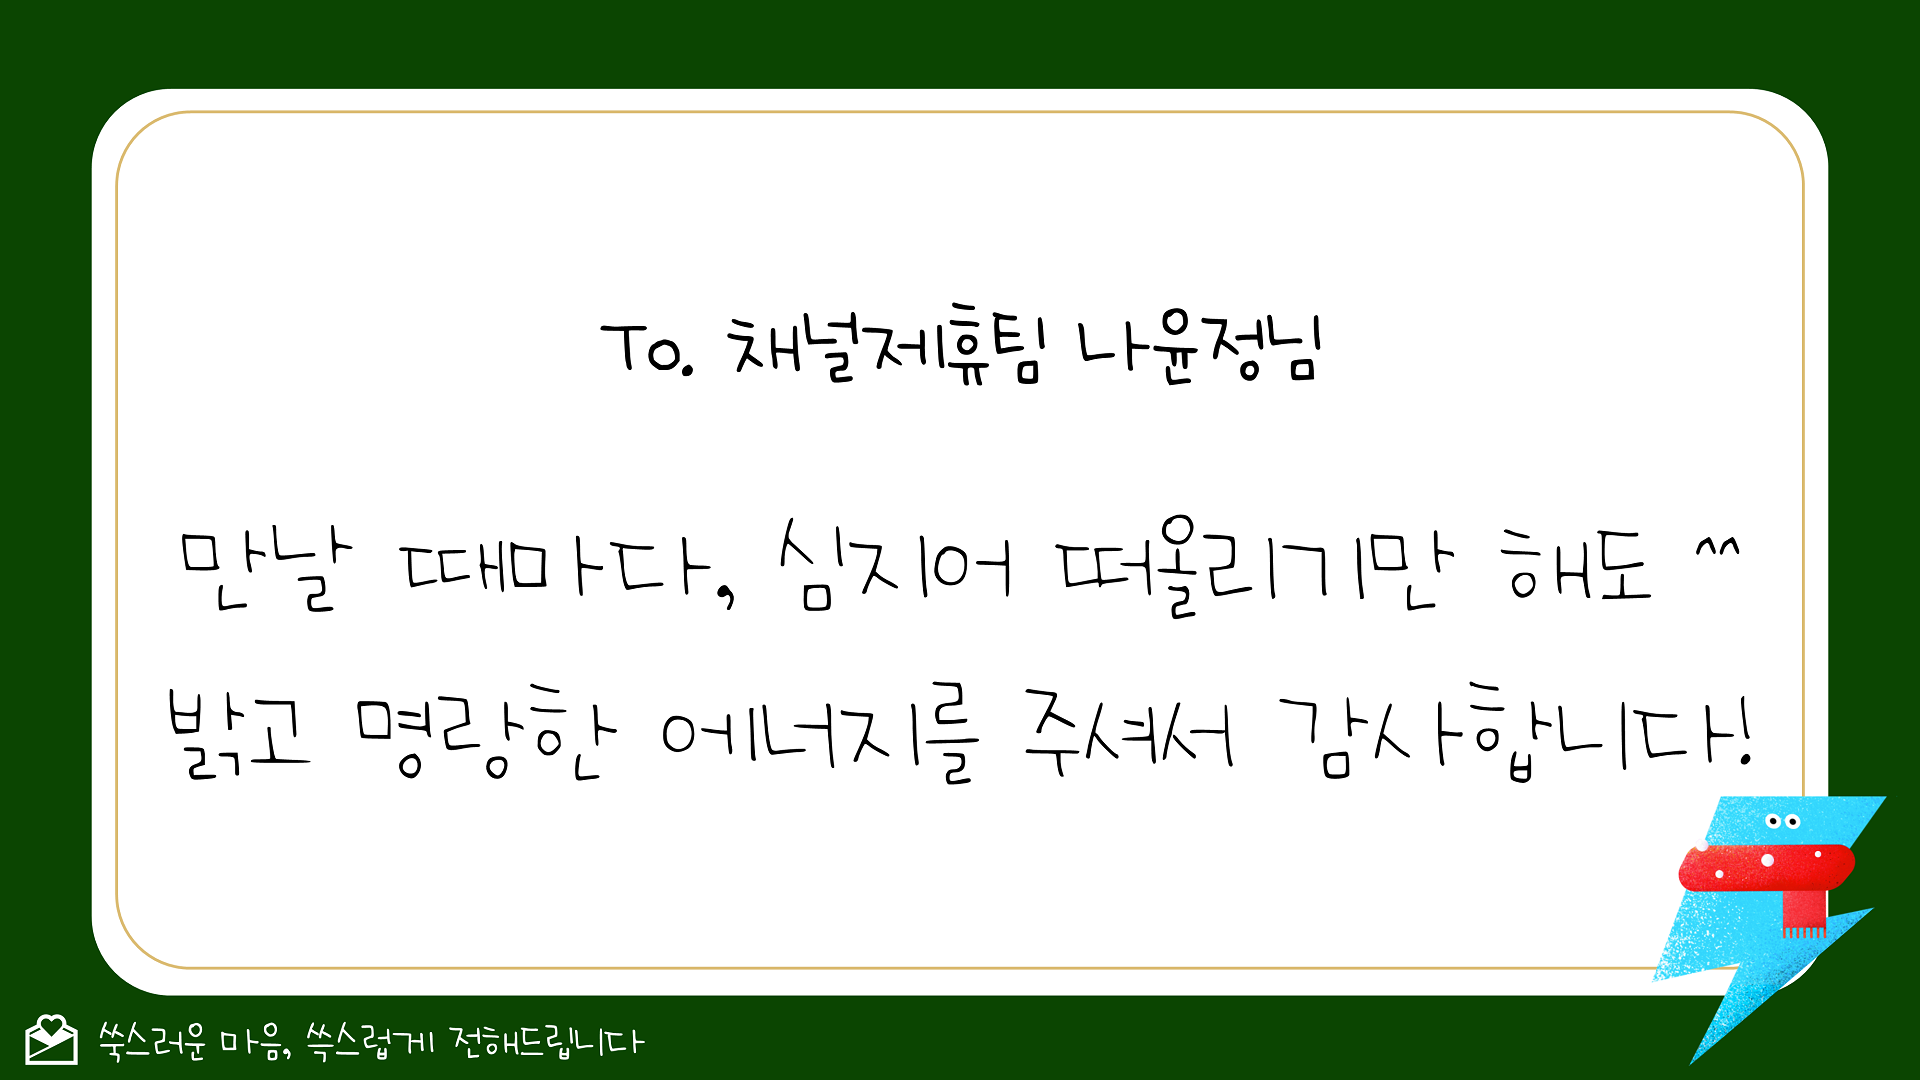 To. 채널제휴팀 나윤정님
만날 때마다, 심지어 떠올리기만 해도 ^^
밝고 명랑한 에너지를 주셔서 감사합니다!
쑥스러운 마음, 쓱스럽게 전해드립니다